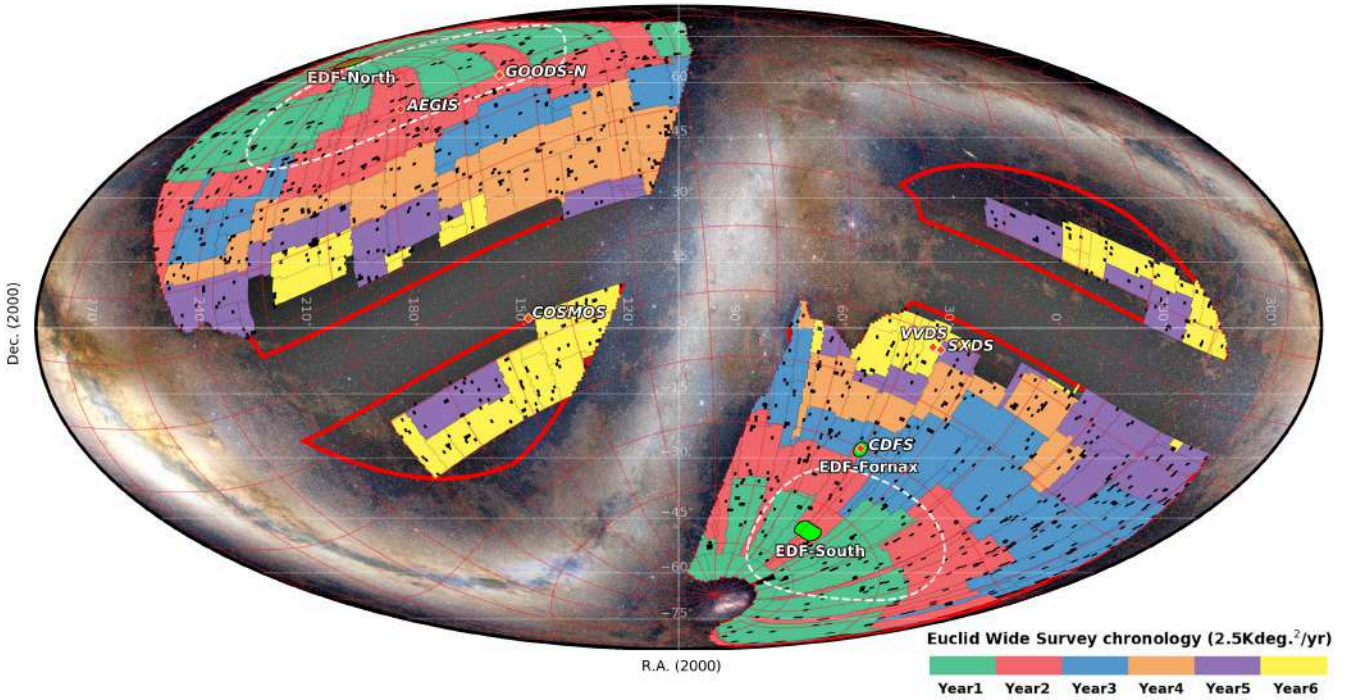 EDF-North
GOODS-N
AEGIS
60°
45°
30°
15°
Dec. (2000)
270°
240°
210°
180°
150°
120°
90°
60°
30°
0°
300°
COSMOS
VVDS
SXDS
-15°
CDFS
-30°
EDF-Fornax
-45°
EDF-South
-60°
-75°
R.A. (2000)
Euclid Wide Survey chronology (2.5Kdeg.²/yr)
Year1 Year2 Year3 Year4 Year5 Year6